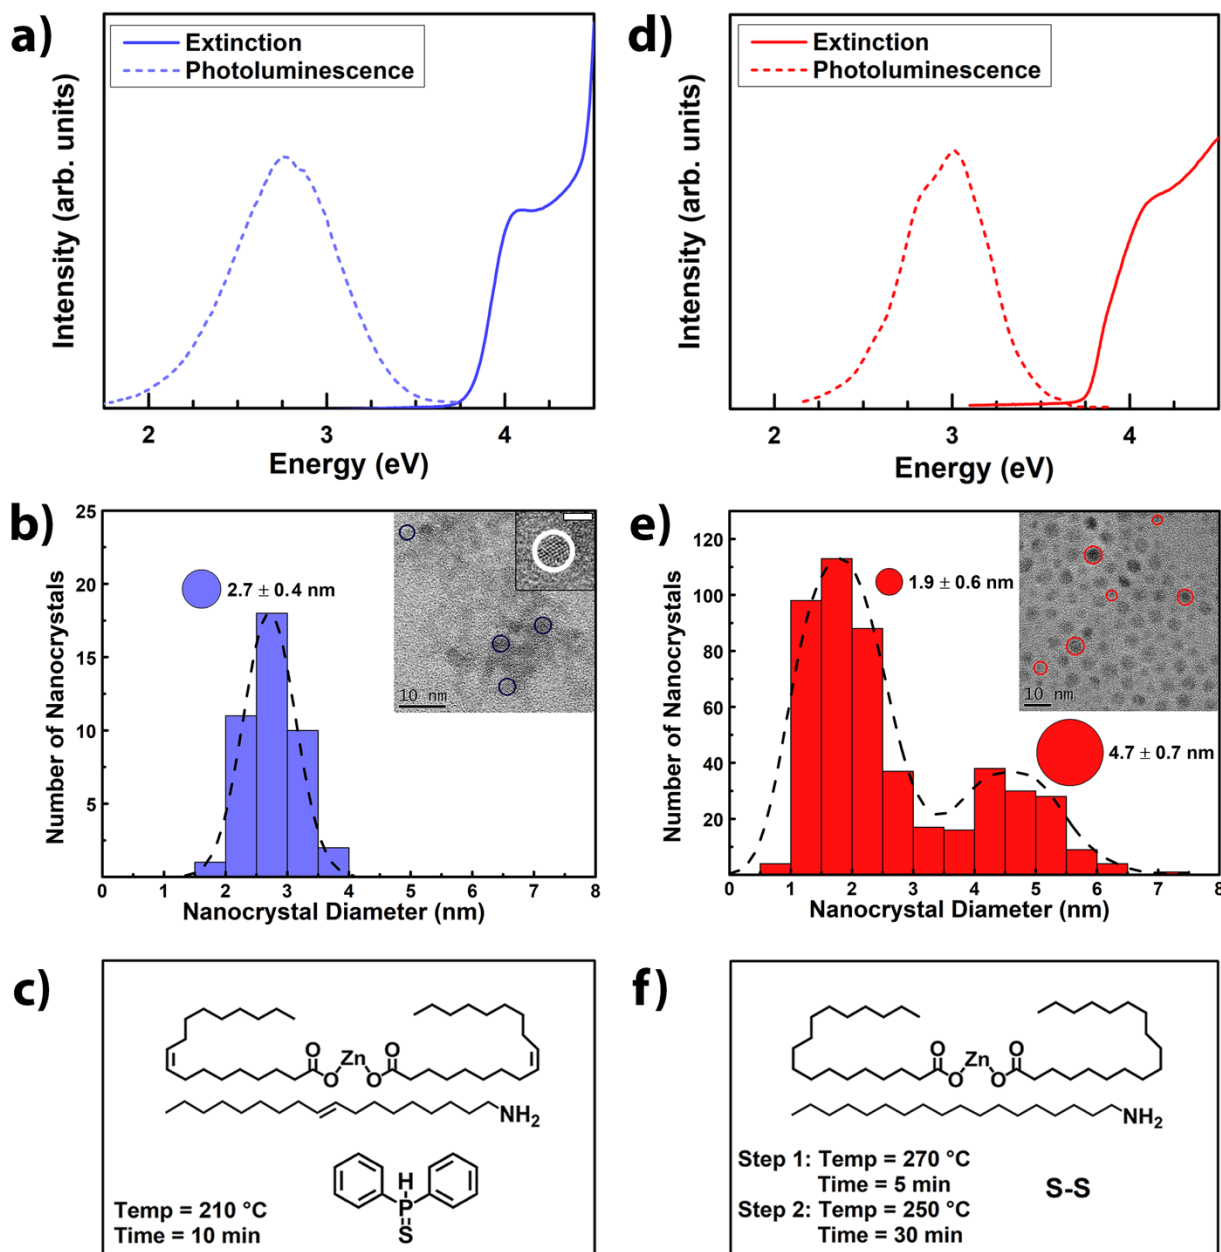 a)
Extinction
Photoluminescence
Intensity (arb. units)
2
3
4
Energy (eV)
d)
Extinction
Photoluminescence
Intensity (arb. units)
2
3
4
Energy (eV)
b)
25
20
15
10
5
Number of Nanocrystals
2.7 ± 0.4 nm
10 nm
0
1
2
3
4
5
6
7
8
Nanocrystal Diameter (nm)
e)
120
100
80
60
40
20
Number of Nanocrystals
1.9 ± 0.6 nm
10 nm
4.7 ± 0.7 nm
0
1
2
3
4
5
6
7
8
Nanocrystal Diameter (nm)
c)
O
Zn
O
O
O
NH2
H
P
S
Temp = 210 °C
Time = 10 min
f)
O
Zn
O
O
O
NH2
Step 1: Temp = 270 °C
Time = 5 min
Step 2: Temp = 250 °C
Time = 30 min
S-S